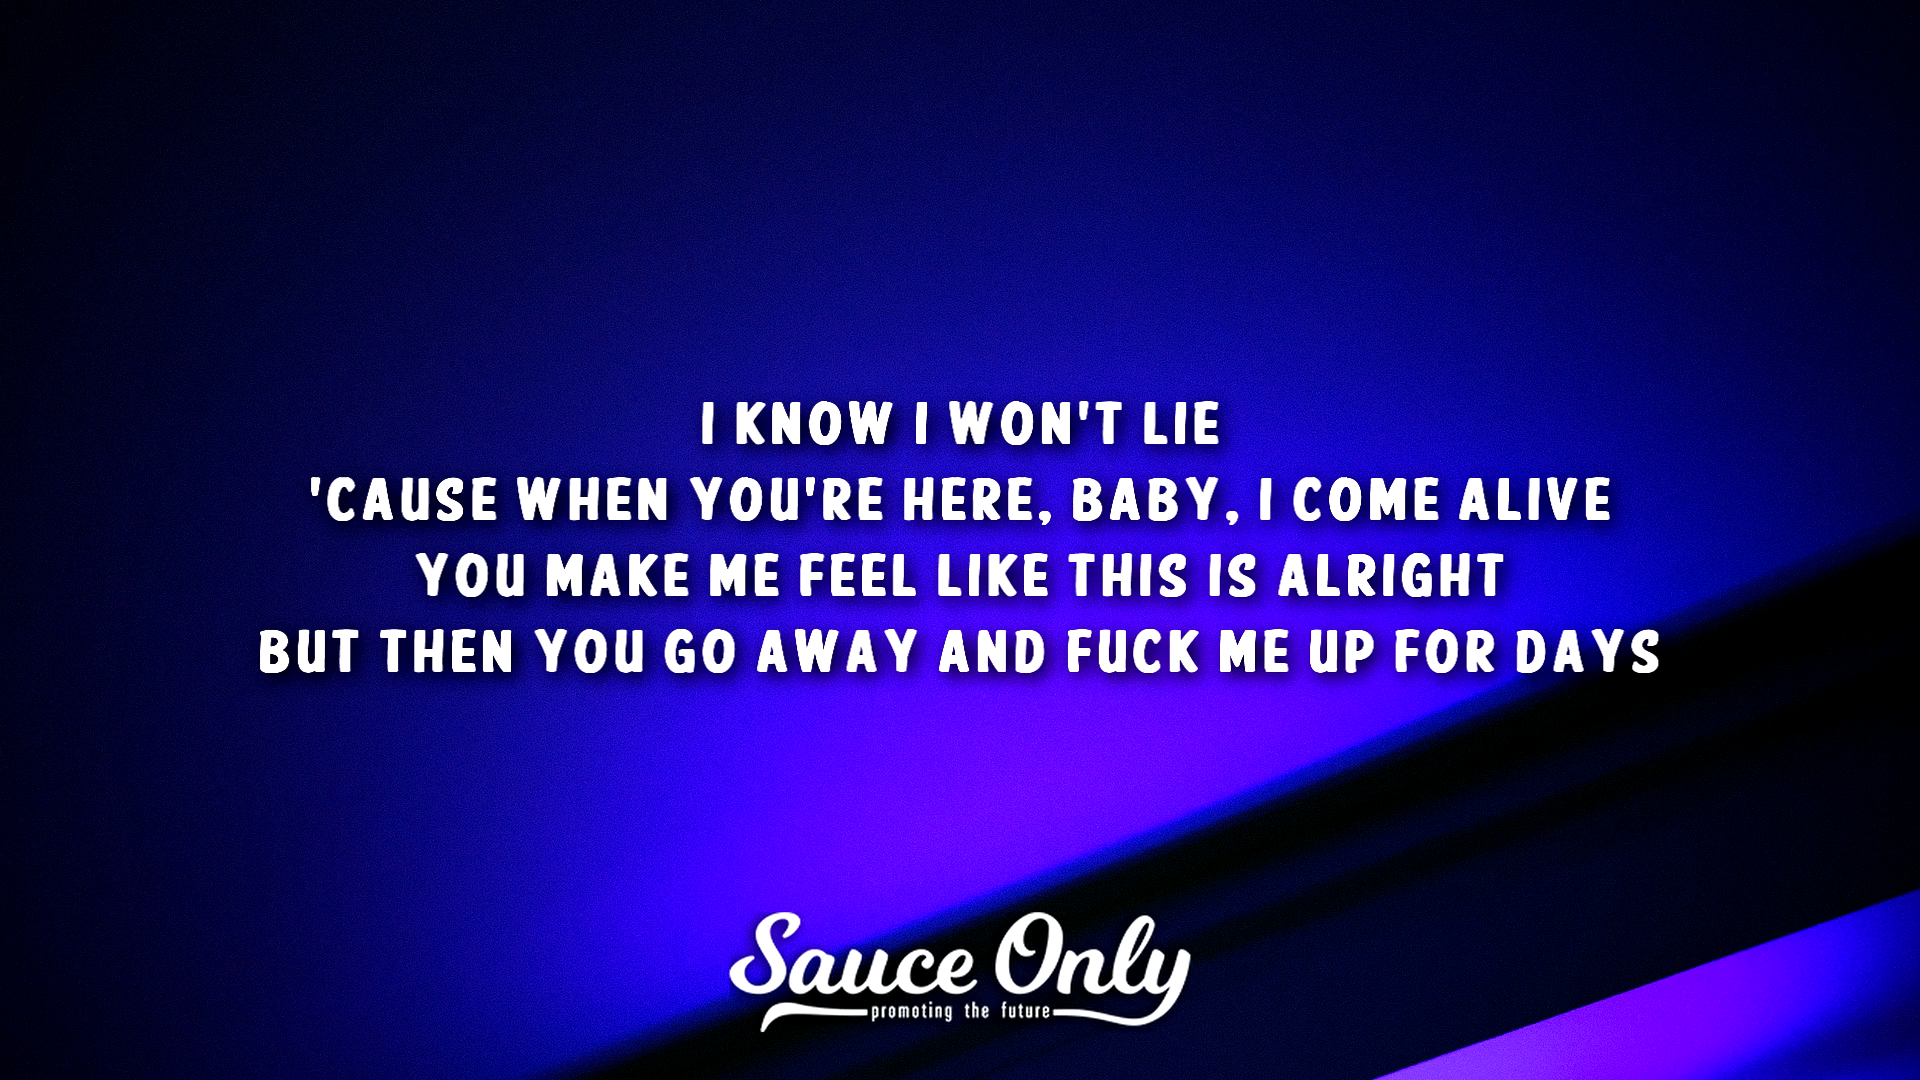 I KNOW I WON'T LIE
'CAUSE WHEN YOU'RE HERE, BABY, I COME ALIVE
YOU MAKE ME FEEL LIKE THIS IS ALRIGHT
BUT THEN YOU GO AWAY AND FUCK ME UP FOR DAYS
Sauce Only
promoting the future